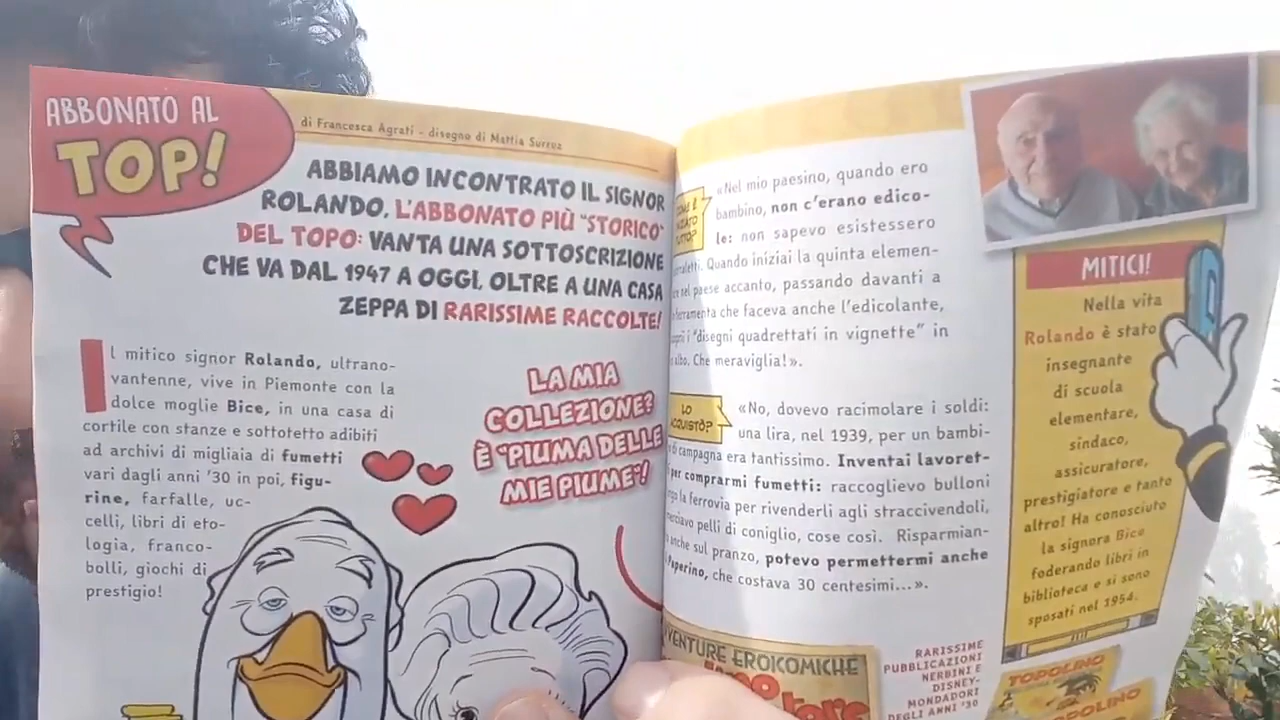 ABBONATO AL
TOP!
di Francesca Agrati - disegno di Mattia Surroz
ABBIAMO INCONTRATO IL SIGNOR
ROLANDO, L'ABBONATO PIÙ "STORICO"
DEL TOPO: VANTA UNA SOTTOSCRIZIONE
CHE VA DAL 1947 A OGGI, OLTRE A UNA CASA
ZEPPA DI RARISSIME RACCOLTE!
Il mitico signor Rolando, ultrano-
vantenne, vive in Piemonte con la
dolce moglie Bice, in una casa di
cortile con stanze e sottotetto adibiti
ad archivi di migliaia di fumetti
vari dagli anni '30 in poi, figu-
rine, farfalle, uc-
celli, libri di eto-
logia, franco-
bolli, giochi di
prestigio!
LA MIA
COLLEZIONE?
È "PIUMA DELLE
MIE PIUME"!
«Nel mio paesino, quando ero
bambino, non c'erano edico-
le: non sapevo esistessero
Quando iniziai la quinta elemen-
nel paese accanto, passando davanti a
ferramenta che faceva anche l'edicolante,
i "disegni quadrettati in vignette" in
albo. Che meraviglia!».
LO
ACQUISTÒ?
«No, dovevo racimolare i soldi:
una lira, nel 1939, per un bambi-
di campagna era tantissimo. Inventai lavoret-
per comprarmi fumetti: raccoglievo bulloni
la ferrovia per rivenderli agli straccivendoli,
pelli di coniglio, cose così. Risparmian-
anche sul pranzo, potevo permettermi anche
Paperino, che costava 30 centesimi...».
MITICI!
Nella vita
Rolando è stato
insegnante
di scuola
elementare,
sindaco,
assicuratore,
prestigiatore e tanto
altro! Ha conosciuto
la signora Bice
foderando libri in
biblioteca e si sono
sposati nel 1954.
EROICOMICHE
RARISSIME
PUBBLICAZIONI
NERBINI E
DISNEY-
MONDADORI
DEGLI ANNI '30
TOPOLINO
TOPOLINO